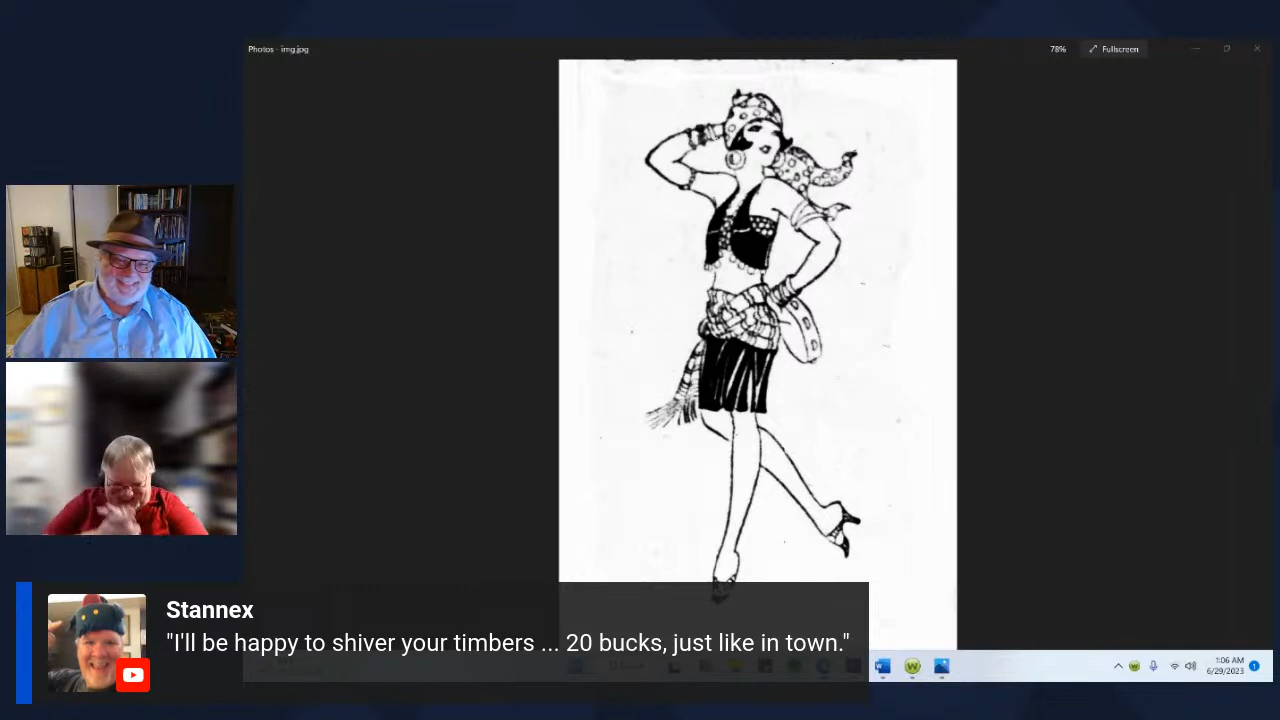 Photos - img.jpg
78%
Fullscreen
Stannex
"I'll be happy to shiver your timbers ... 20 bucks, just like in town."
1:06 AM
6/29/2023